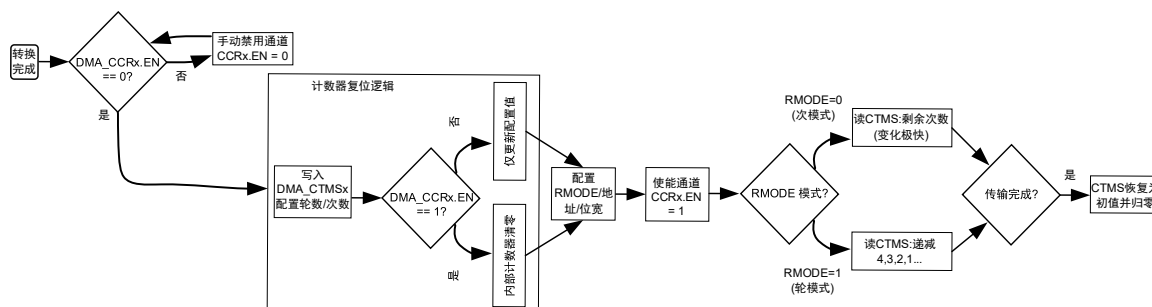 转换
完成
DMA_CCRx.EN
== 0?
手动禁用通道
CCRx.EN = 0
否
是
计数器复位逻辑
写入
DMA_CTMSx
配置轮数/次数
DMA_CCRx.EN
== 1?
否
仅更新配置值
是
内部计数器清零
配置
RMODE/地
址/位宽
使能通道
CCRx.EN
= 1
RMODE 模式?
RMODE=0
(次模式)
读CTMS:剩余次数
(变化极快)
RMODE=1
(轮模式)
读CTMS:递减
4,3,2,1...
传输完成?
是
CTMS恢复为
初值并归零